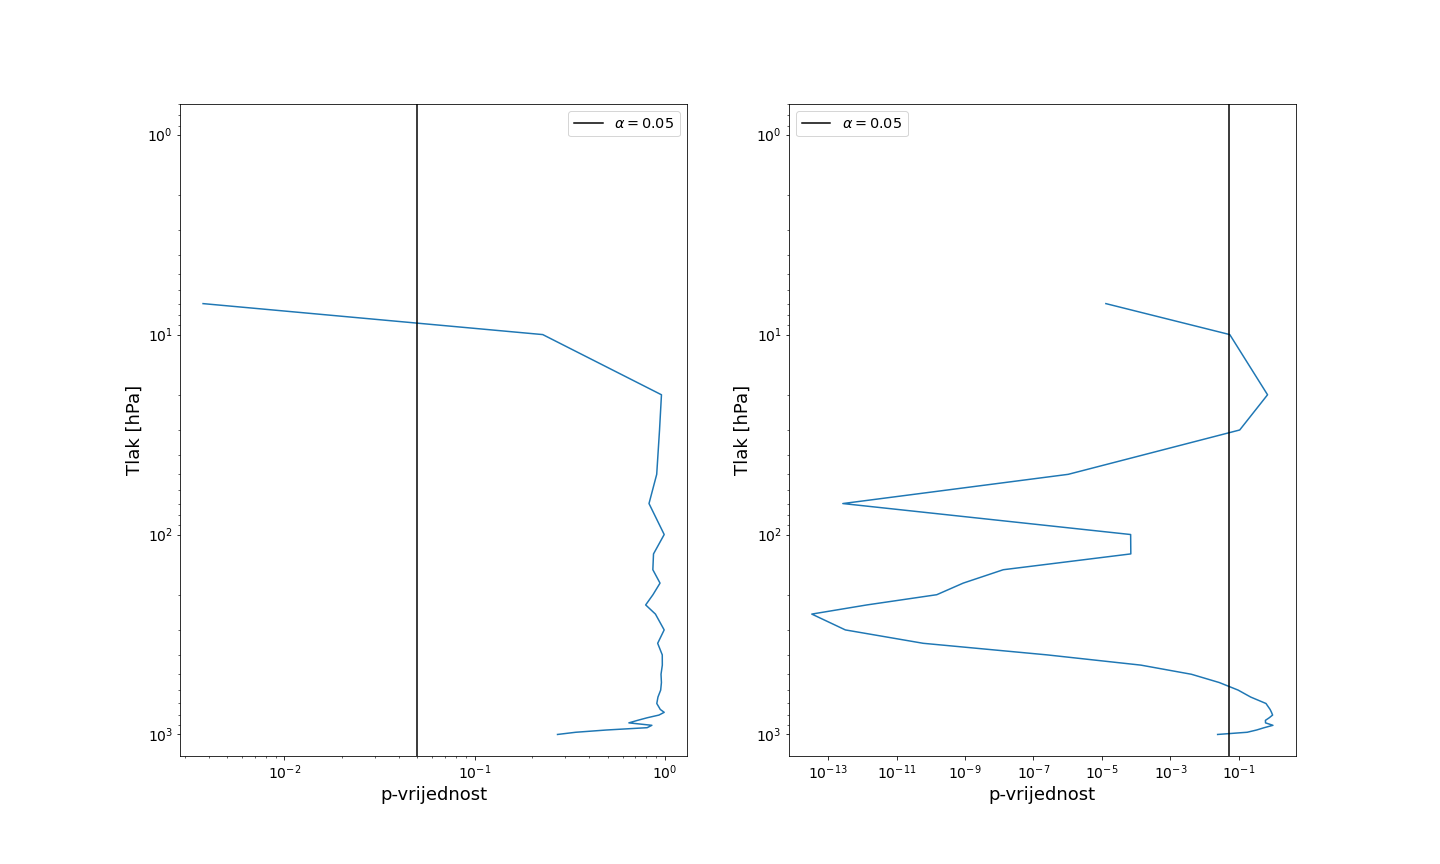 α = 0.05
10⁰
10¹
10²
10³
Tlak [hPa]
10⁻² 10⁻¹ 10⁰
p-vrijednost
α = 0.05
10⁰
10¹
10²
10³
Tlak [hPa]
10⁻¹³ 10⁻¹¹ 10⁻⁹ 10⁻⁷ 10⁻⁵ 10⁻³ 10⁻¹
p-vrijednost